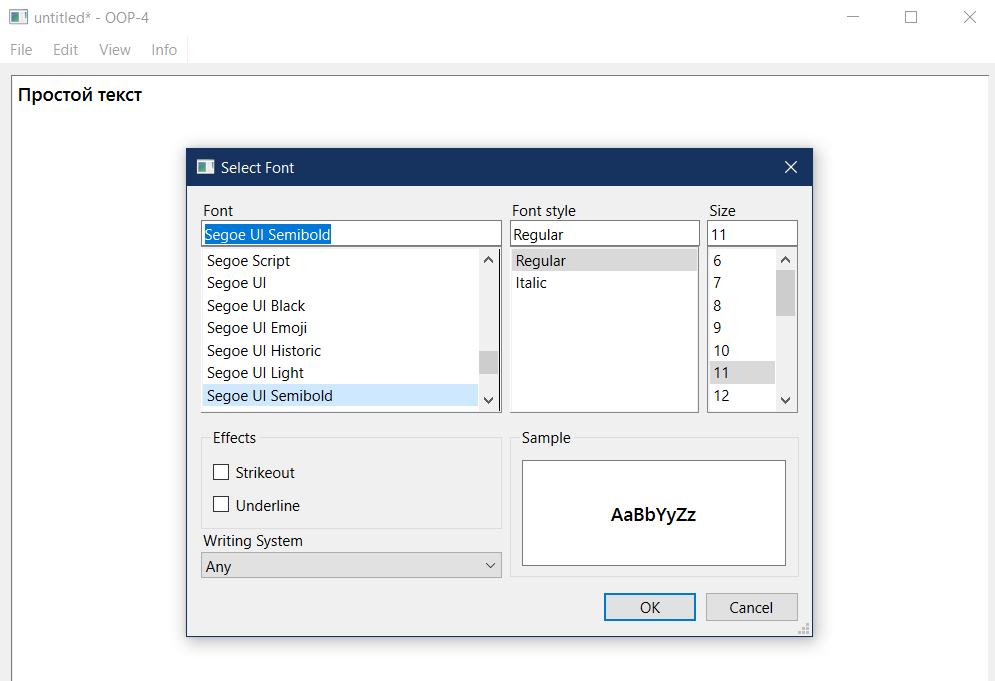 untitled* - OOP-4
File Edit View Info
Простой текст
Select Font
Font
Segoe UI Semibold
Segoe Script
Segoe UI
Segoe UI Black
Segoe UI Emoji
Segoe UI Historic
Segoe UI Light
Segoe UI Semibold
Font style
Regular
Regular
Italic
Size
11
6
7
8
9
10
11
12
Effects
Strikeout
Underline
Writing System
Any
Sample
AaBbYyZz
OK Cancel